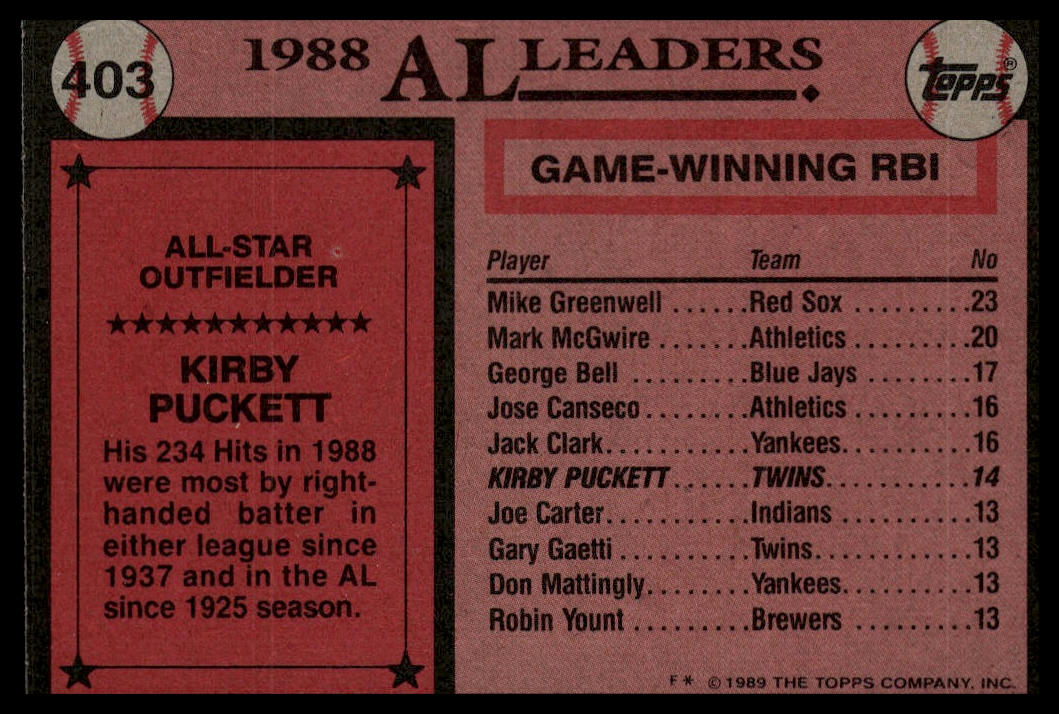 403
1988 AL LEADERS
TOPPS®
ALL-STAR
OUTFIELDER
KIRBY
PUCKETT
His 234 Hits in 1988
were most by right-
handed batter in
either league since
1937 and in the AL
since 1925 season.
GAME-WINNING RBI
Player Team No
Mike Greenwell ......Red Sox .........23
Mark McGwire .......Athletics ........20
George Bell .........Blue Jays .......17
Jose Canseco........Athletics ........16
Jack Clark...........Yankees.........16
KIRBY PUCKETT......TWINS..........14
Joe Carter...........Indians .........13
Gary Gaetti ..........Twins...........13
Don Mattingly........Yankees.........13
Robin Yount .........Brewers .........13
F* ©1989 THE TOPPS COMPANY, INC.